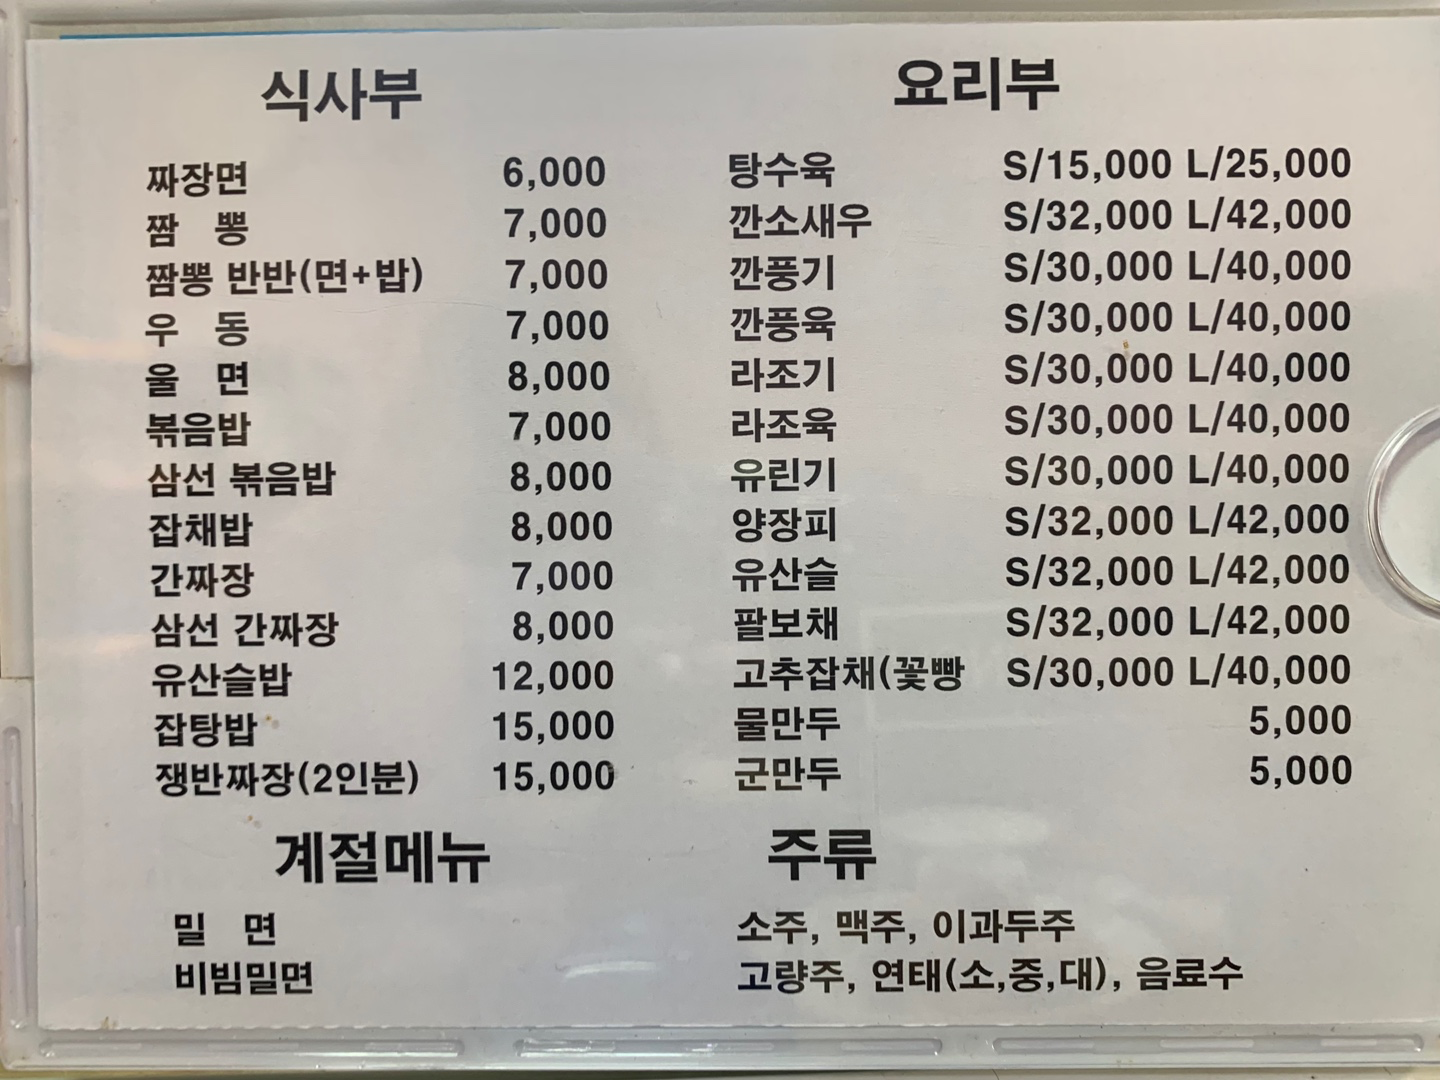 식사부
짜장면 6,000
짬 뽕 7,000
짬뽕 반반(면+밥) 7,000
우 동 7,000
울 면 8,000
볶음밥 7,000
삼선 볶음밥 8,000
잡채밥 8,000
간짜장 7,000
삼선 간짜장 8,000
유산슬밥 12,000
잡탕밥 15,000
쟁반짜장(2인분) 15,000
요리부
탕수육 S/15,000 L/25,000
깐소새우 S/32,000 L/42,000
깐풍기 S/30,000 L/40,000
깐풍육 S/30,000 L/40,000
라조기 S/30,000 L/40,000
라조육 S/30,000 L/40,000
유린기 S/30,000 L/40,000
양장피 S/32,000 L/42,000
유산슬 S/32,000 L/42,000
팔보채 S/32,000 L/42,000
고추잡채(꽃빵 S/30,000 L/40,000
물만두 5,000
군만두 5,000
계절메뉴
밀 면
비빔밀면
주류
소주, 맥주, 이과두주
고량주, 연태(소,중,대), 음료수